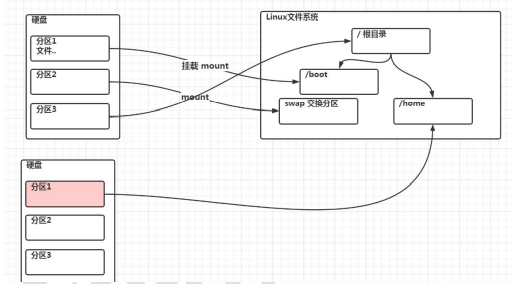 硬盘
分区1
文件..
分区2
分区3
挂载 mount
mount
Linux文件系统
/ 根目录
/boot
swap 交换分区
/home
硬盘
分区1
分区2
分区3